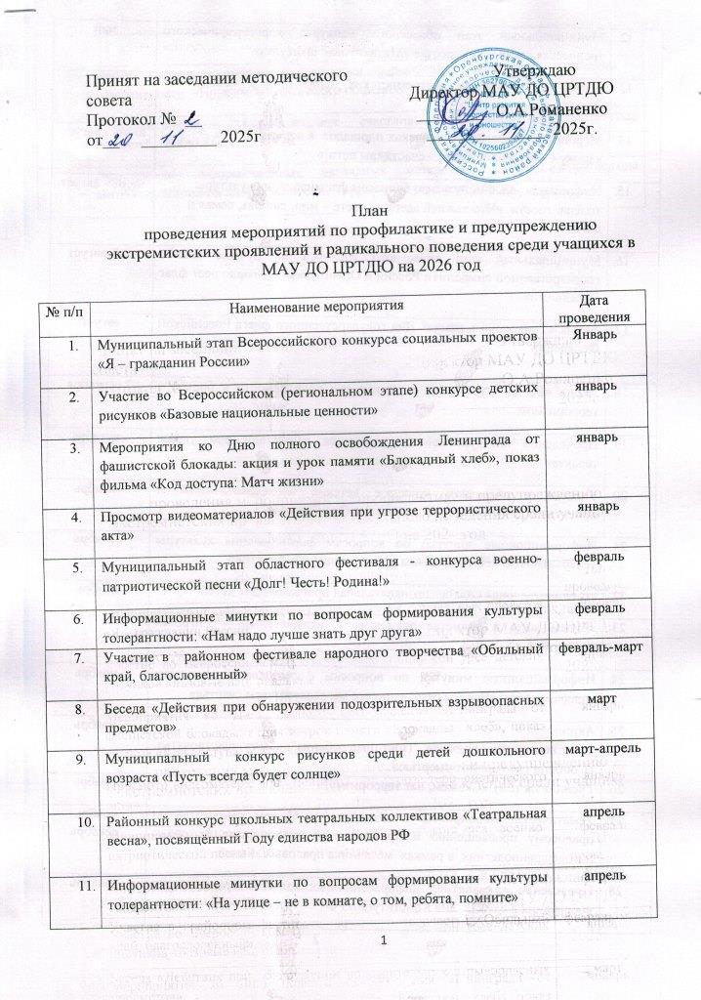 Принят на заседании методического
совета
Протокол № 2
от 20 11 2025г
Утверждаю
Директор МАУ ДО ЦРТДЮ
О.А.Романенко
20. 11. 2025г.
План
проведения мероприятий по профилактике и предупреждению
экстремистских проявлений и радикального поведения среди учащихся в
МАУ ДО ЦРТДЮ на 2026 год
№ п/п Наименование мероприятия Дата
проведения
1. Муниципальный этап Всероссийского конкурса социальных проектов Январь
«Я – гражданин России»
2. Участие во Всероссийском (региональном этапе) конкурсе детских январь
рисунков «Базовые национальные ценности»
3. Мероприятия ко Дню полного освобождения Ленинграда от январь
фашистской блокады: акция и урок памяти «Блокадный хлеб», показ
фильма «Код доступа: Матч жизни»
4. Просмотр видеоматериалов «Действия при угрозе террористического январь
акта»
5. Муниципальный этап областного фестиваля - конкурса военно- февраль
патриотической песни «Долг! Честь! Родина!»
6. Информационные минутки по вопросам формирования культуры февраль
толерантности: «Нам надо лучше знать друг друга»
7. Участие в районном фестивале народного творчества «Обильный февраль-март
край, благословенный»
8. Беседа «Действия при обнаружении подозрительных взрывоопасных март
предметов»
9. Муниципальный конкурс рисунков среди детей дошкольного март-апрель
возраста «Пусть всегда будет солнце»
10. Районный конкурс школьных театральных коллективов «Театральная апрель
весна», посвящённый Году единства народов РФ
11. Информационные минутки по вопросам формирования культуры апрель
толерантности: «На улице – не в комнате, о том, ребята, помните»
1